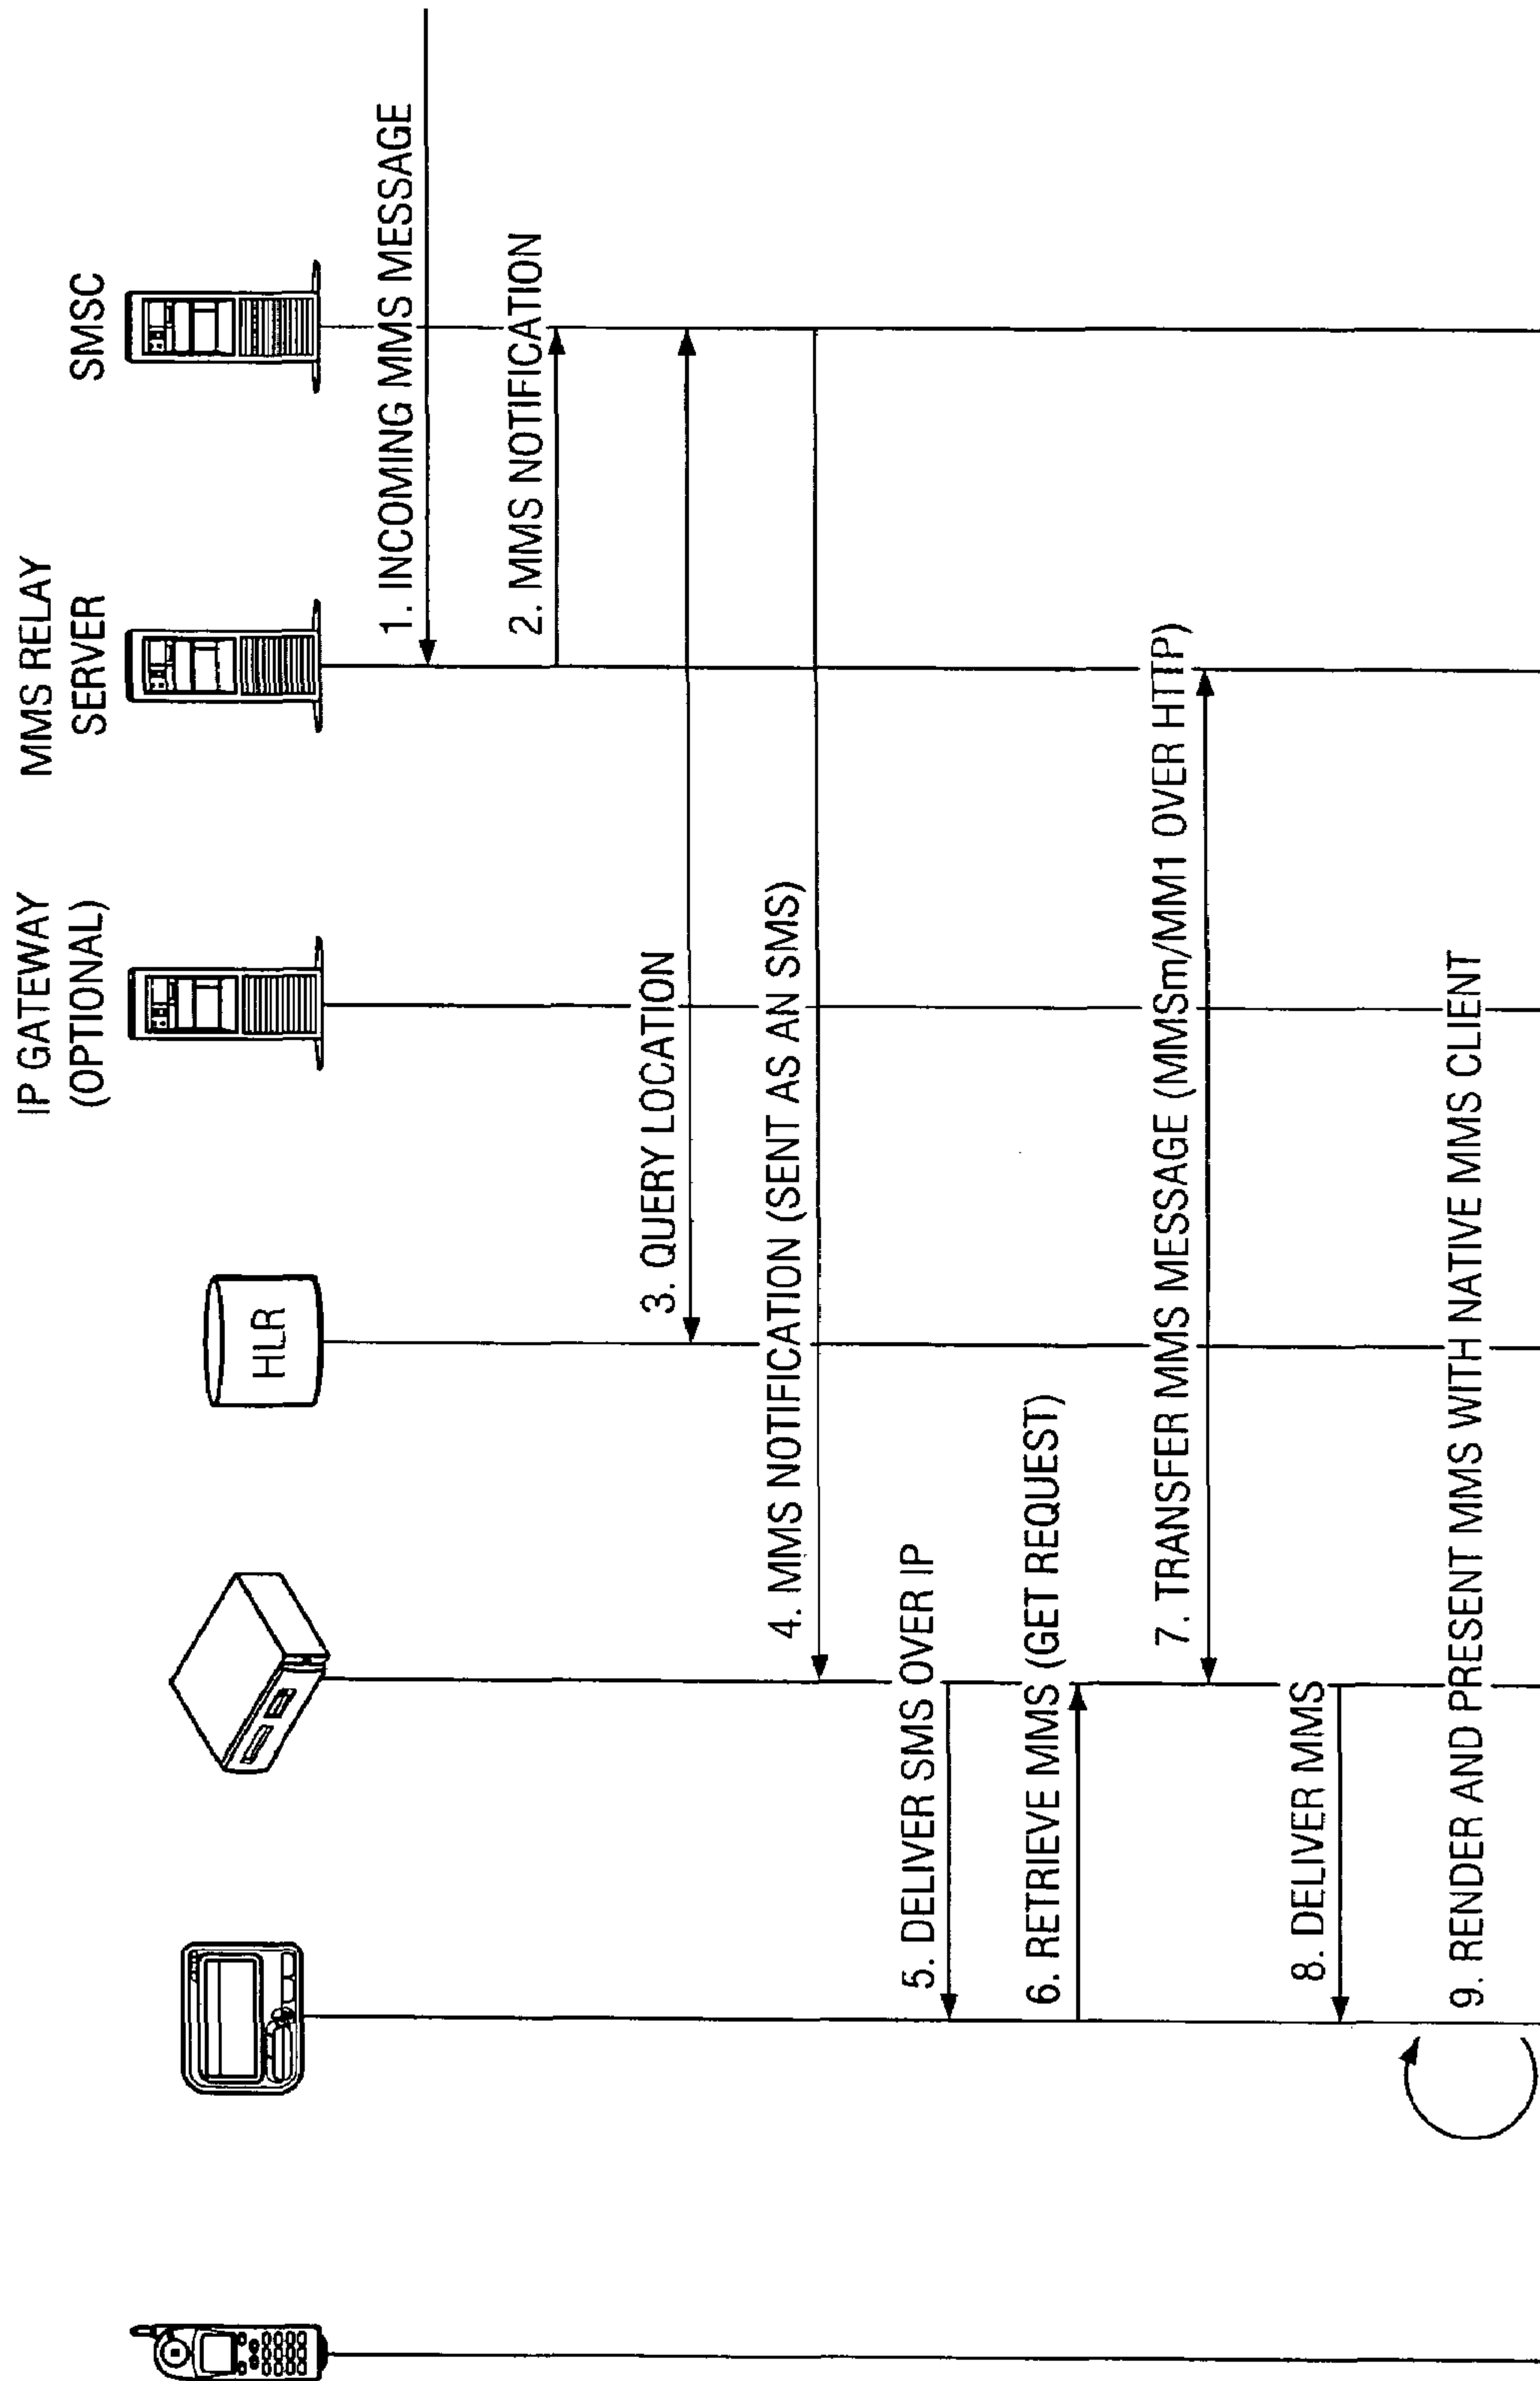 HLR
IP GATEWAY
(OPTIONAL)
MMS RELAY
SERVER
SMSC
1. INCOMING MMS MESSAGE
2. MMS NOTIFICATION
3. QUERY LOCATION
4. MMS NOTIFICATION (SENT AS AN SMS)
5. DELIVER SMS OVER IP
6. RETRIEVE MMS (GET REQUEST)
7. TRANSFER MMS MESSAGE (MMSm/MM1 OVER HTTP)
8. DELIVER MMS
9. RENDER AND PRESENT MMS WITH NATIVE MMS CLIENT